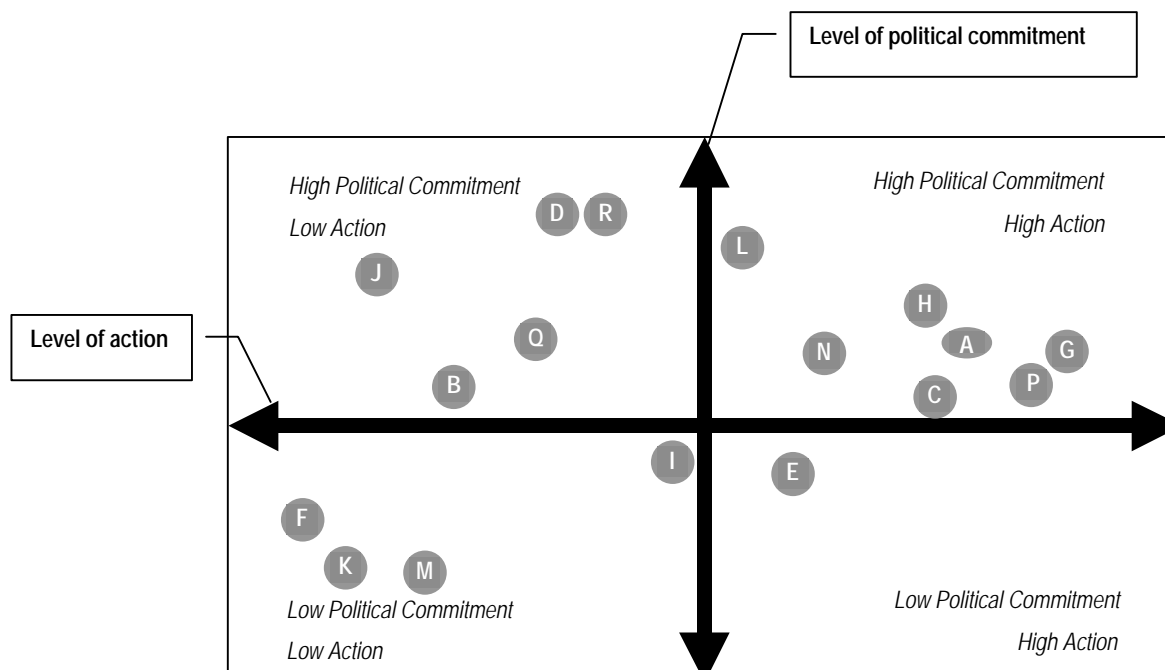 Level of political commitment
High Political Commitment
Low Action
High Political Commitment
High Action
D R
L
J
H
Level of action
Q
N
A
G
B
C
P
I
E
F
K
M
Low Political Commitment
Low Action
Low Political Commitment
High Action